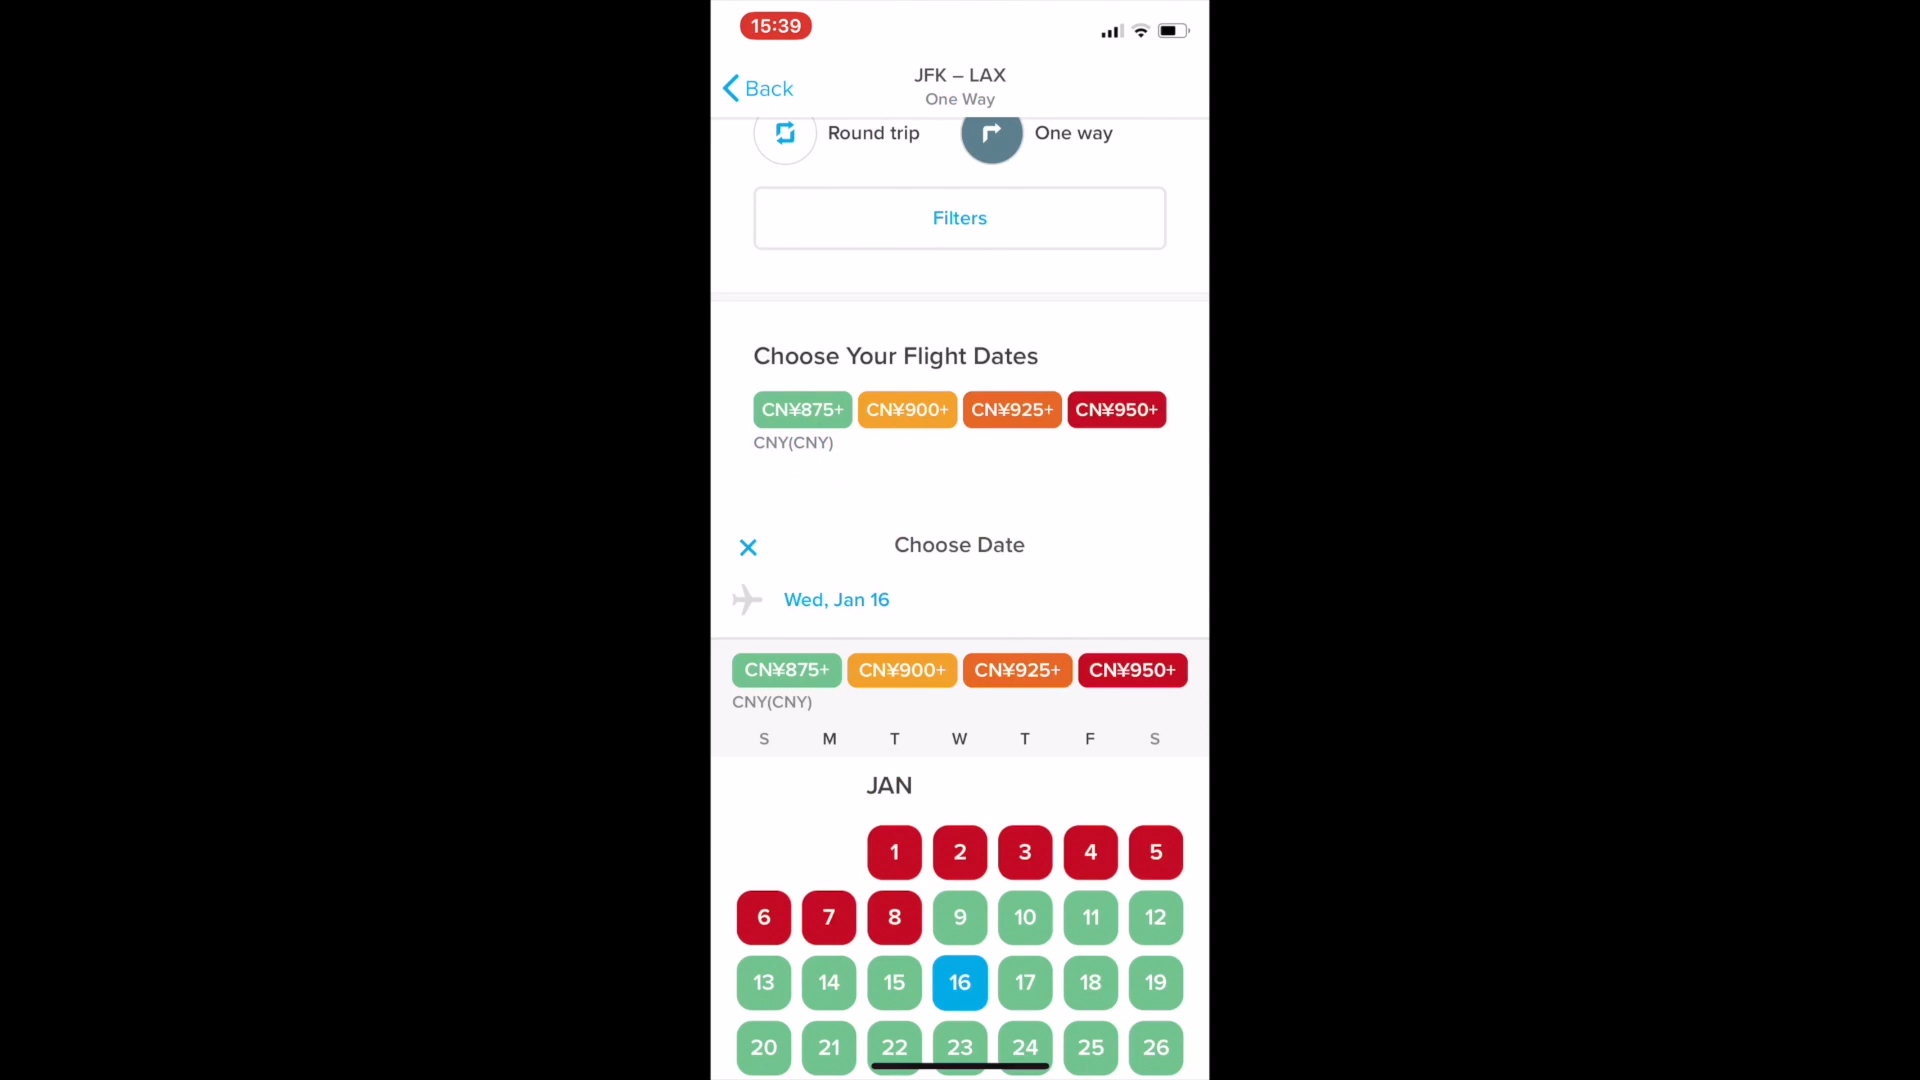 15:39
Back
JFK – LAX
One Way
Round trip
One way
Filters
Choose Your Flight Dates
CN¥875+ CN¥900+ CN¥925+ CN¥950+
CNY(CNY)
Choose Date
Wed, Jan 16
CN¥875+ CN¥900+ CN¥925+ CN¥950+
CNY(CNY)
S M T W T F S
JAN
1 2 3 4 5
6 7 8 9 10 11 12
13 14 15 16 17 18 19
20 21 22 23 24 25 26